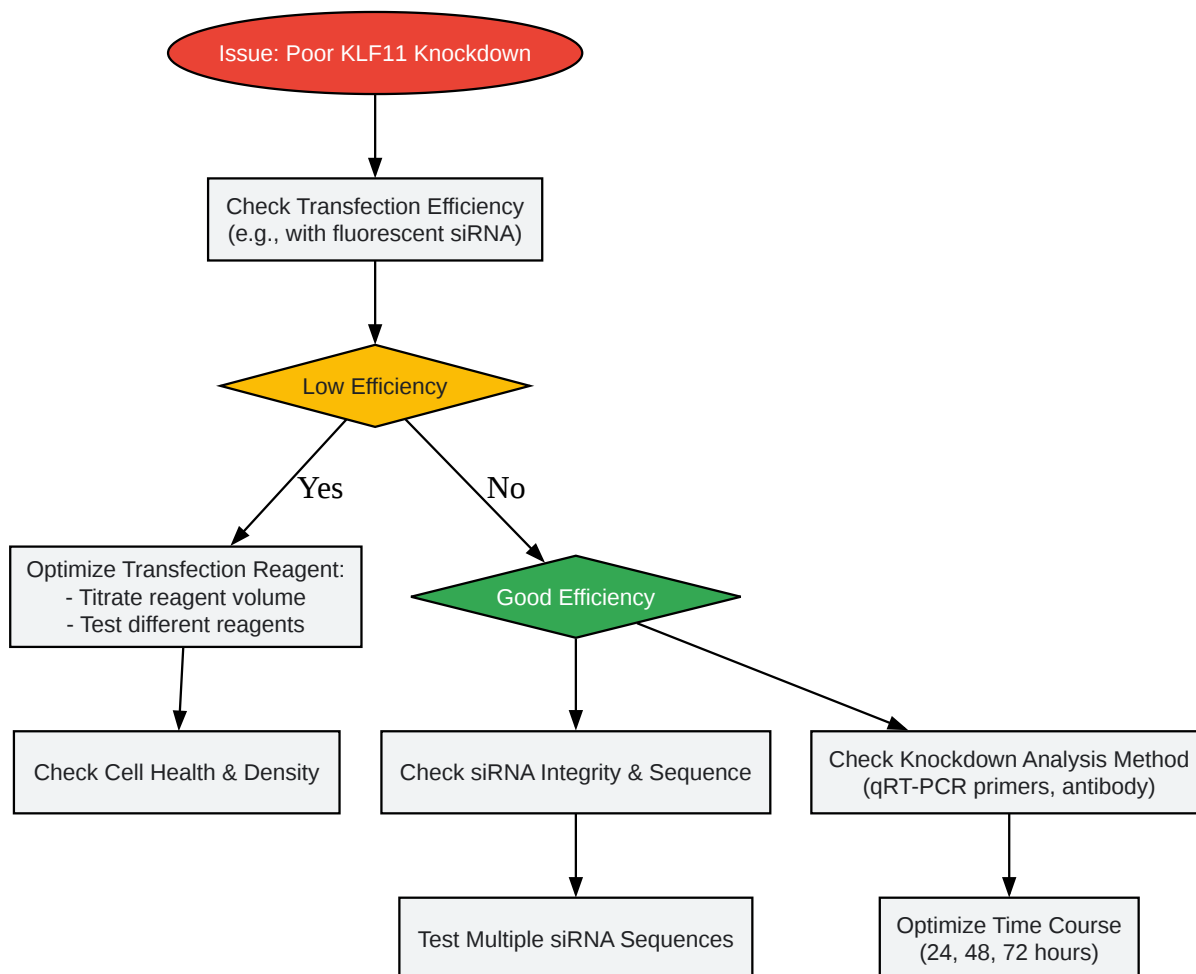 Issue: Poor KLF11 Knockdown
Check Transfection Efficiency
(e.g., with fluorescent siRNA)
Low Efficiency
Yes
No
Optimize Transfection Reagent:
- Titrate reagent volume
- Test different reagents
Good Efficiency
Check Cell Health & Density
Check siRNA Integrity & Sequence
Check Knockdown Analysis Method
(qRT-PCR primers, antibody)
Test Multiple siRNA Sequences
Optimize Time Course
(24, 48, 72 hours)